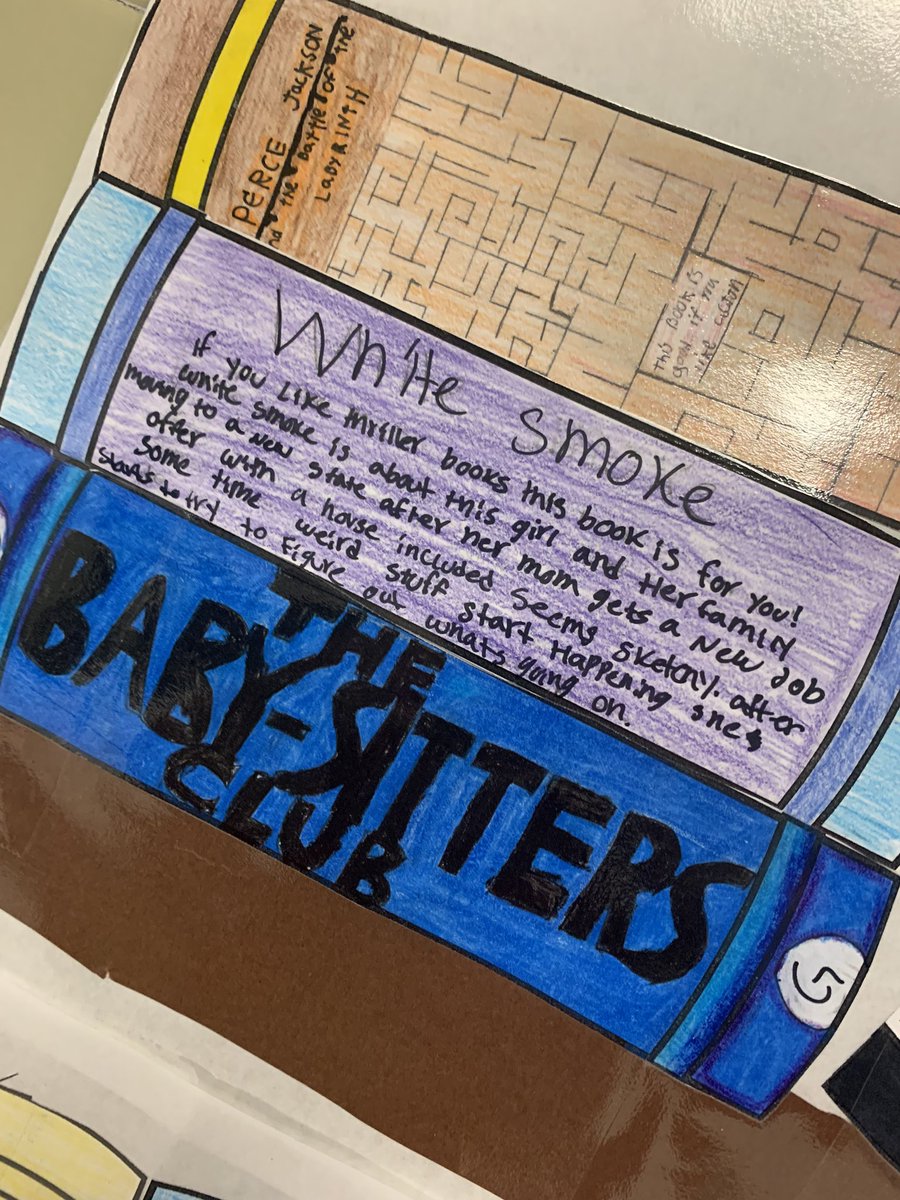 PERCE JACKSON
the Battle of the
LABYRINTH
This Book is
good if you
like action
White Smoke
If you like thriller books this book is for you!
White smoke is about this girl and Her family
moving to a new state after her mom gets a New Job
offer with a house included seems sketchy. after
some time weird stuff start Happening she
starts to try to Figure out whats going on.
THE
BABY-SITTERS
CLUB
5